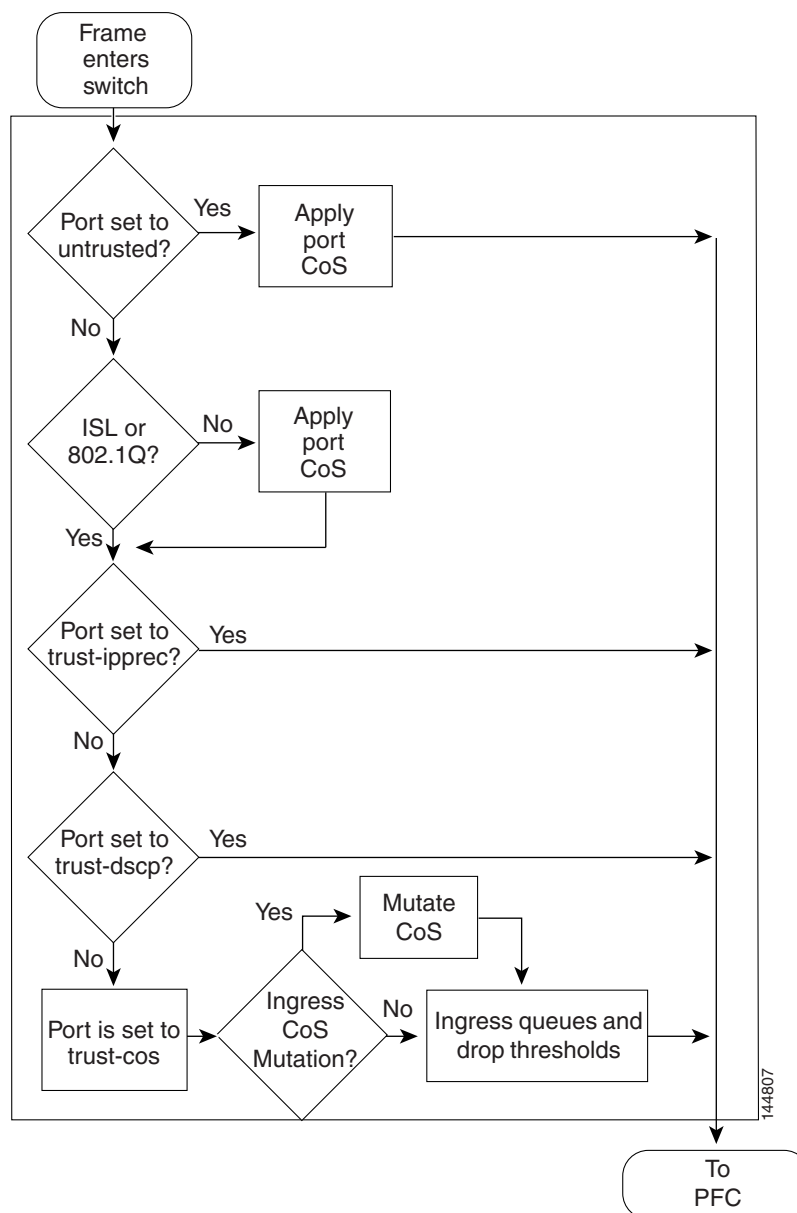 Frame
enters
switch
Port set to
untrusted?
Yes
Apply
port
CoS
No
ISL or
802.1Q?
No
Apply
port
CoS
Yes
Port set to
trust-ipprec?
Yes
No
Port set to
trust-dscp?
Yes
No
Port is set to
trust-cos
Ingress
CoS
Mutation?
Yes
Mutate
CoS
No
Ingress queues and
drop thresholds
144807
To
PFC